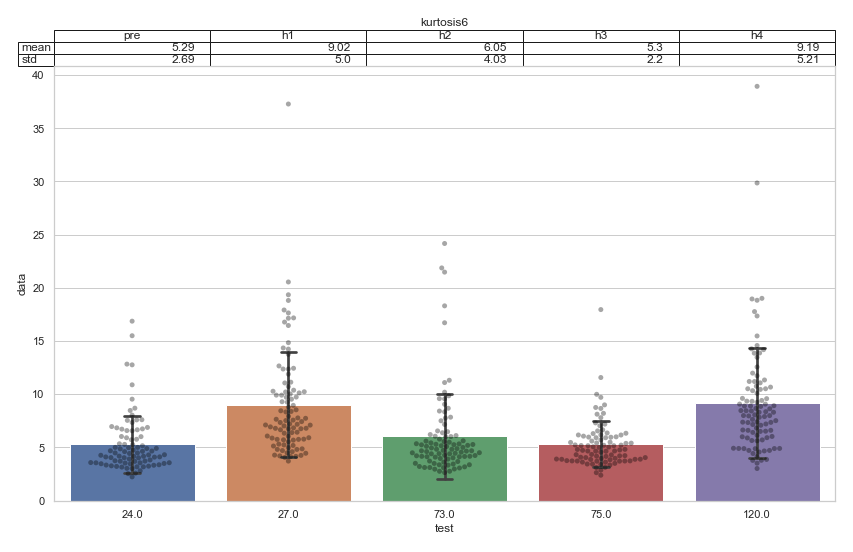 kurtosis6
pre h1 h2 h3 h4
mean 5.29 9.02 6.05 5.3 9.19
std 2.69 5.0 4.03 2.2 5.21
40
35
30
25
20
15
10
5
0
data
24.0 27.0 73.0 75.0 120.0
test